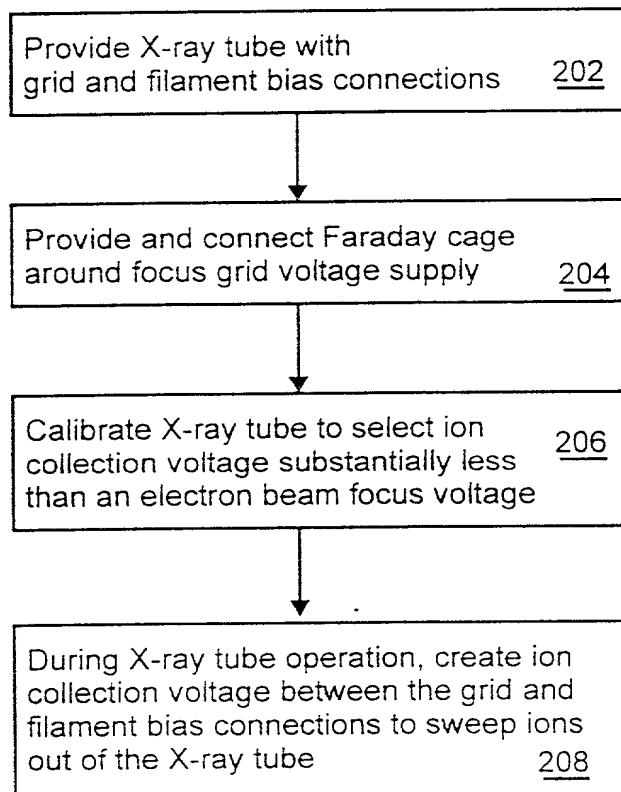 Provide X-ray tube with
grid and filament bias connections 202
Provide and connect Faraday cage
around focus grid voltage supply 204
Calibrate X-ray tube to select ion 206
collection voltage substantially less
than an electron beam focus voltage
During X-ray tube operation, create ion
collection voltage between the grid and
filament bias connections to sweep ions
out of the X-ray tube 208